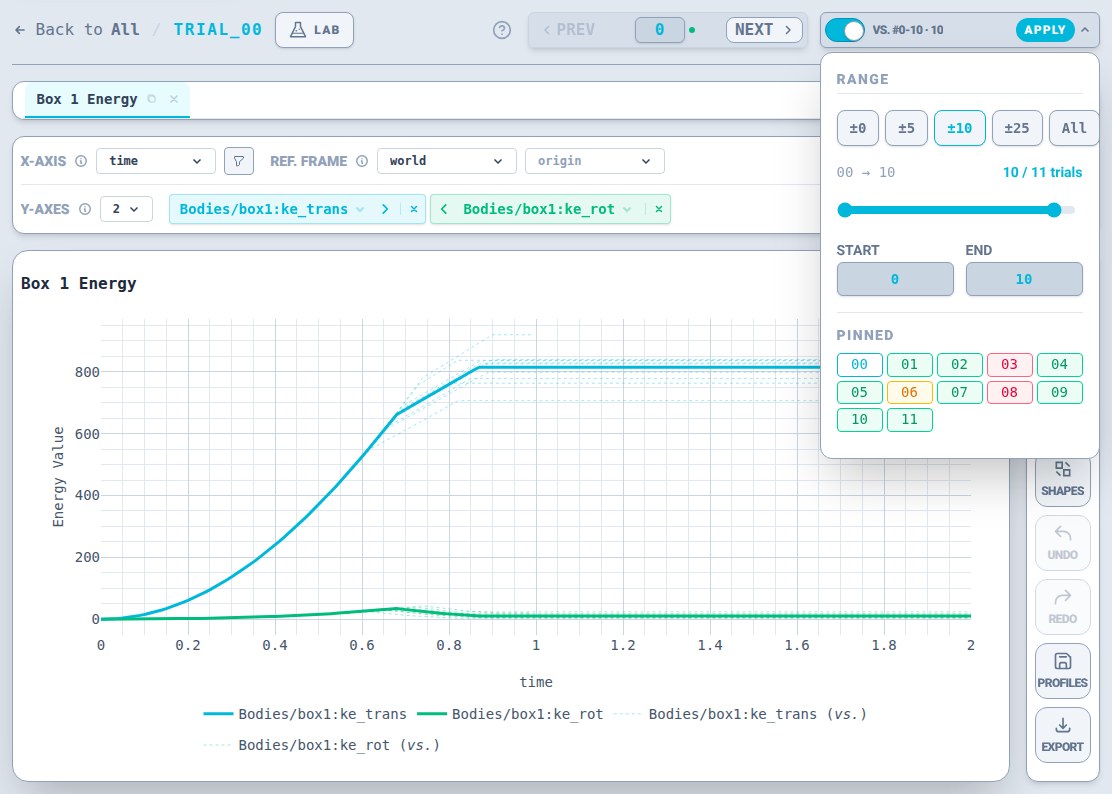 Back to All / TRIAL_00 LAB PREV 0 NEXT VS. #0-10 · 10 APPLY
Box 1 Energy
X-AXIS time REF. FRAME world origin
Y-AXES 2 Bodies/box1:ke_trans Bodies/box1:ke_rot
RANGE
±0 ±5 ±10 ±25 All
00 → 10 10 / 11 trials
START END
0 10
PINNED
00 01 02 03 04
05 06 07 08 09
10 11
Box 1 Energy
Energy Value
800
600
400
200
0
0 0.2 0.4 0.6 0.8 1 1.2 1.4 1.6 1.8 2
time
Bodies/box1:ke_trans Bodies/box1:ke_rot Bodies/box1:ke_trans (vs.)
Bodies/box1:ke_rot (vs.)
SHAPES
UNDO
REDO
PROFILES
EXPORT